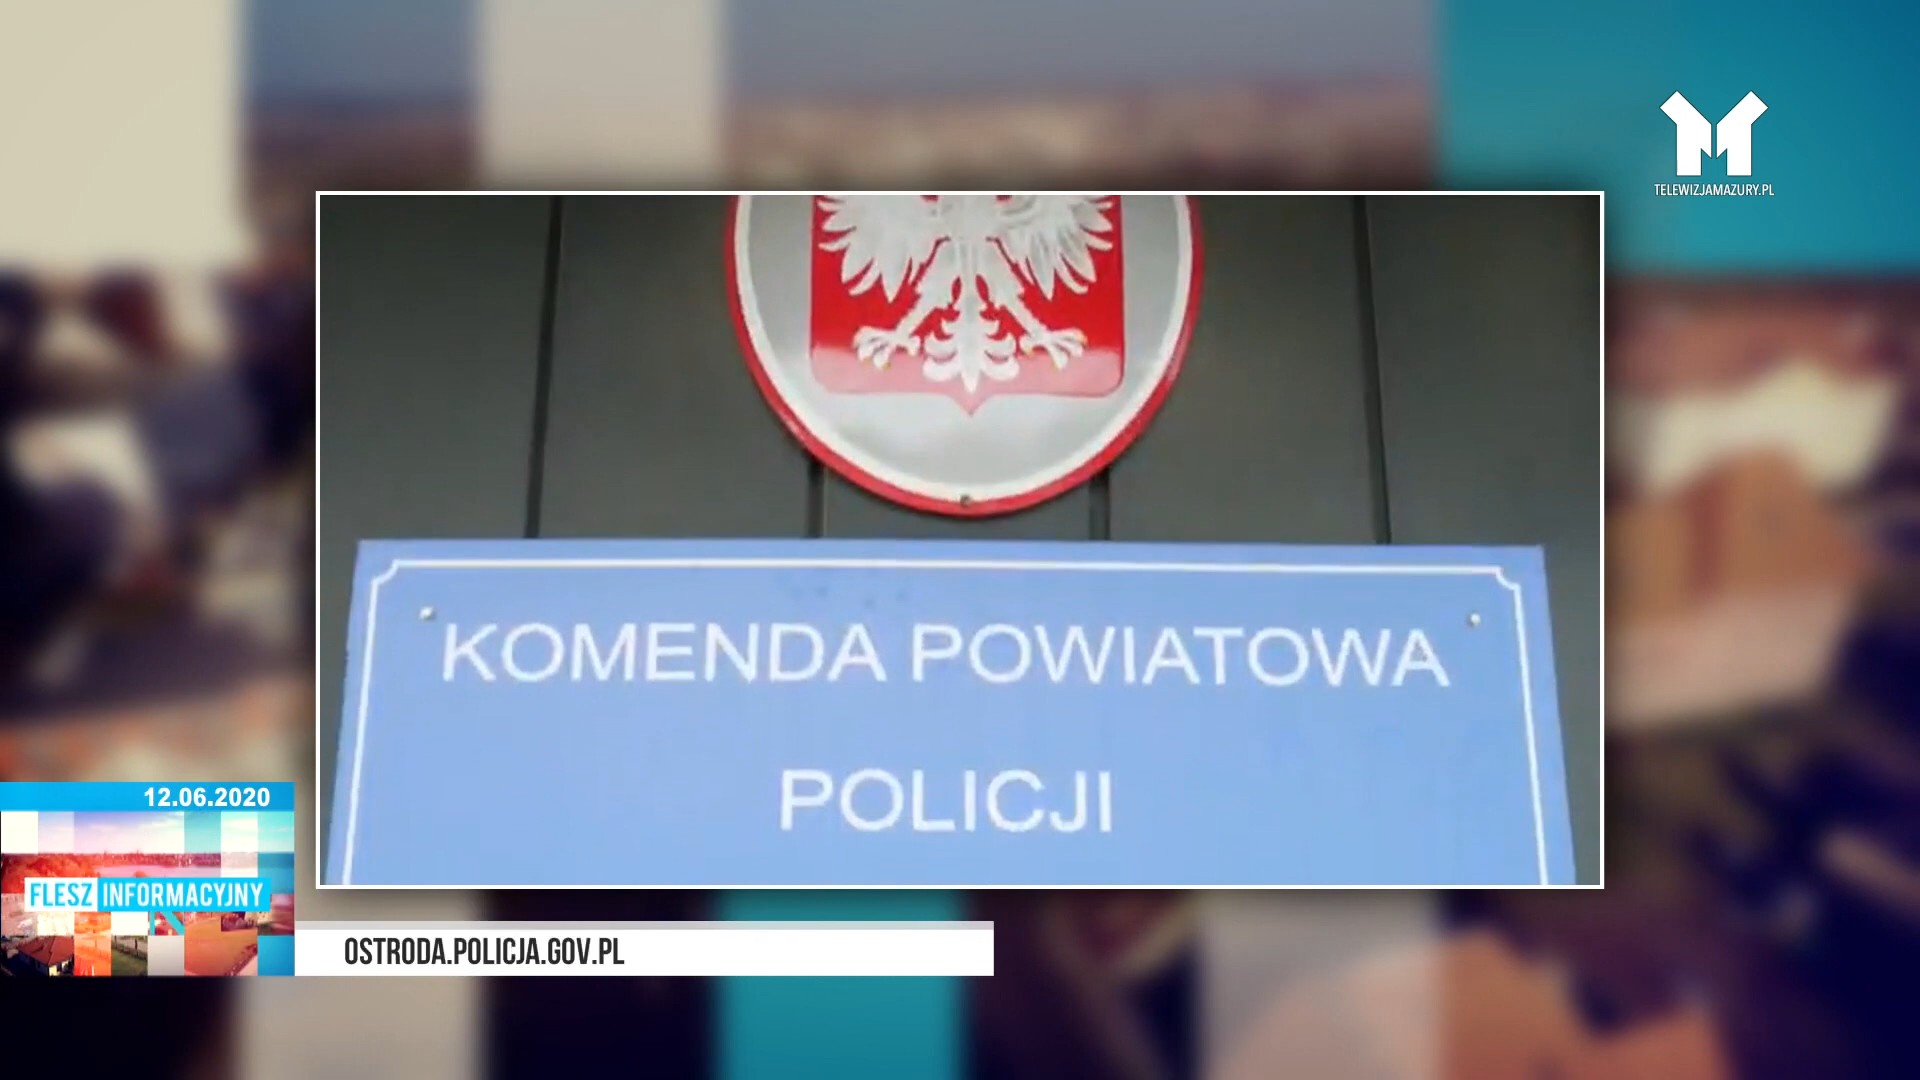 TELEWIZJAMAZURY.PL
KOMENDA POWIATOWA
POLICJI
12.06.2020
FLESZ INFORMACYJNY
OSTRODA.POLICJA.GOV.PL